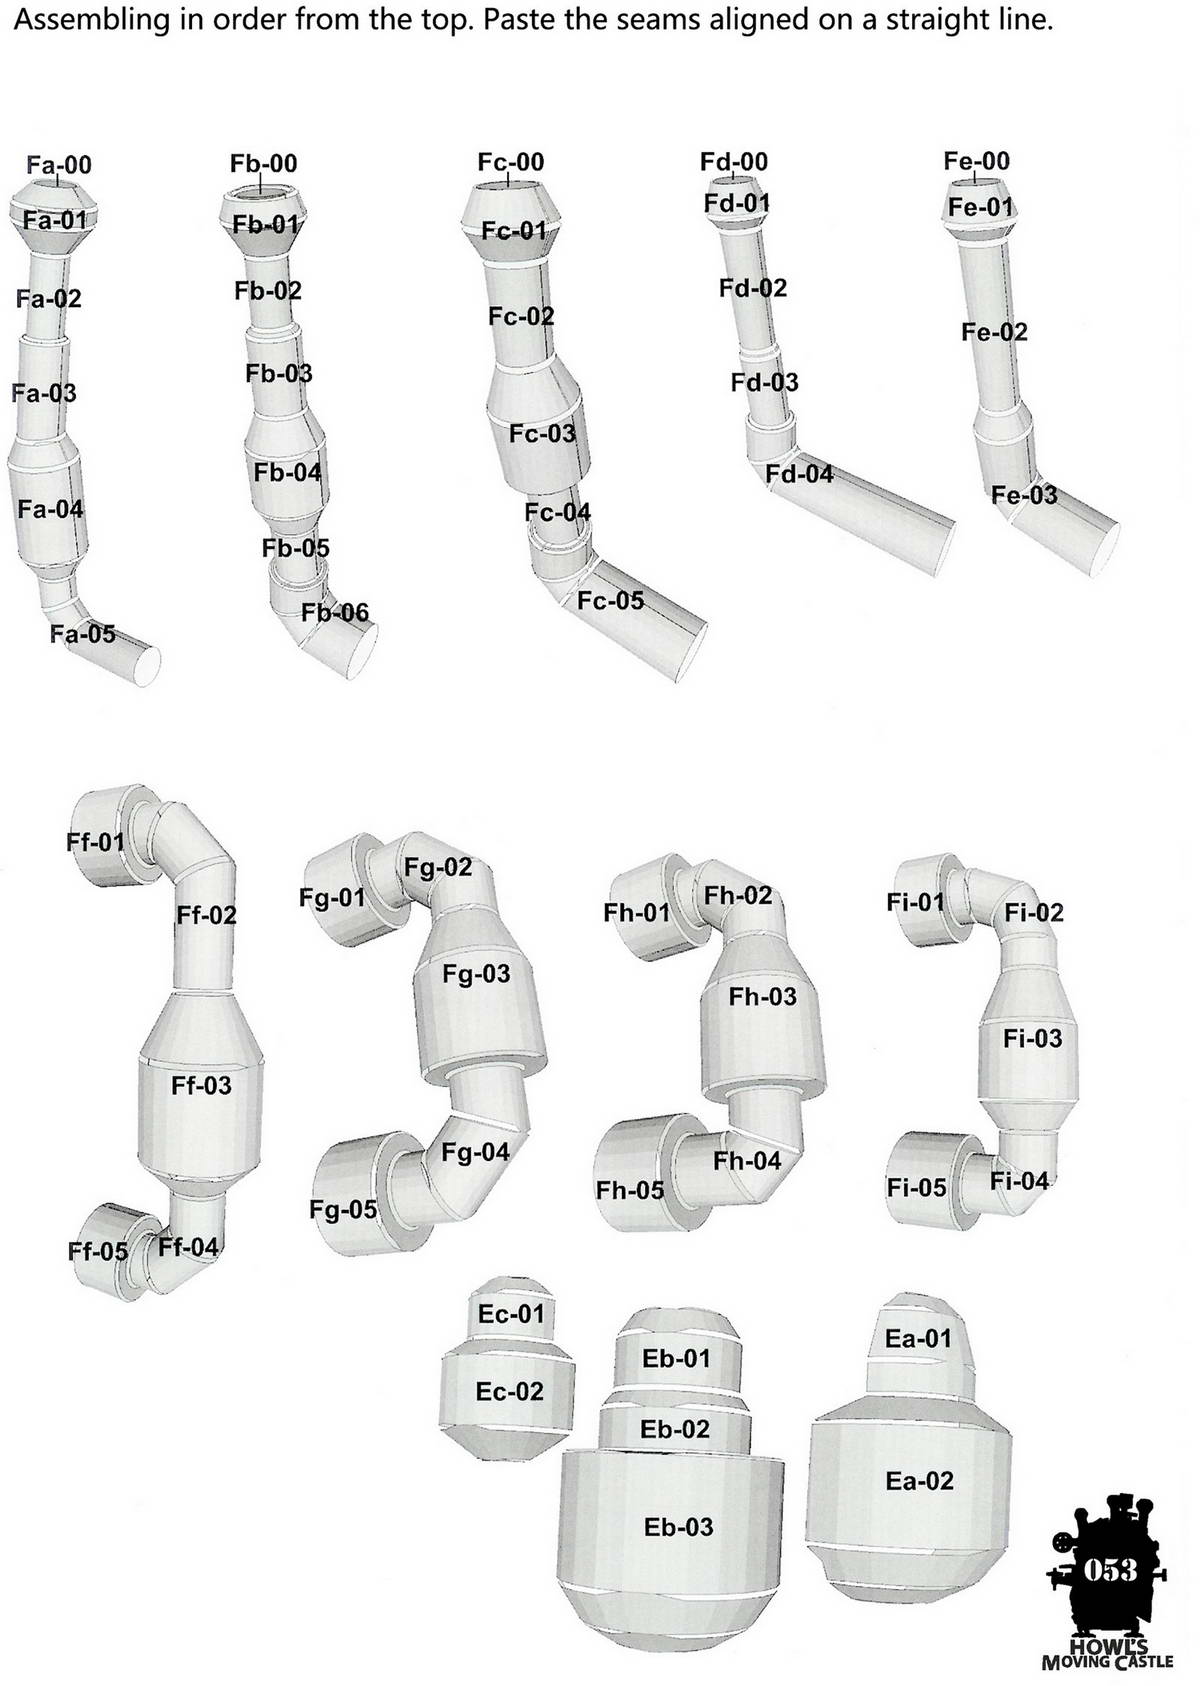 Assembling in order from the top. Paste the seams aligned on a straight line.
Fa-00
Fb-00
Fc-00
Fd-00
Fe-00
Fa-01
Fb-01
Fc-01
Fd-01
Fe-01
Fa-02
Fb-02
Fc-02
Fd-02
Fe-02
Fa-03
Fb-03
Fc-03
Fd-03
Fa-04
Fb-04
Fc-04
Fd-04
Fe-03
Fb-05
Fa-05
Fb-06
Fc-05
Ff-01
Fg-01
Fg-02
Fh-01
Fh-02
Fi-01
Fi-02
Ff-02
Fg-03
Fh-03
Fi-03
Ff-03
Fg-04
Fh-04
Fi-04
Fg-05
Fh-05
Fi-05
Ff-05
Ff-04
Ec-01
Eb-01
Ea-01
Ec-02
Eb-02
Ea-02
Eb-03
053
HOWL'S
MOVING CASTLE